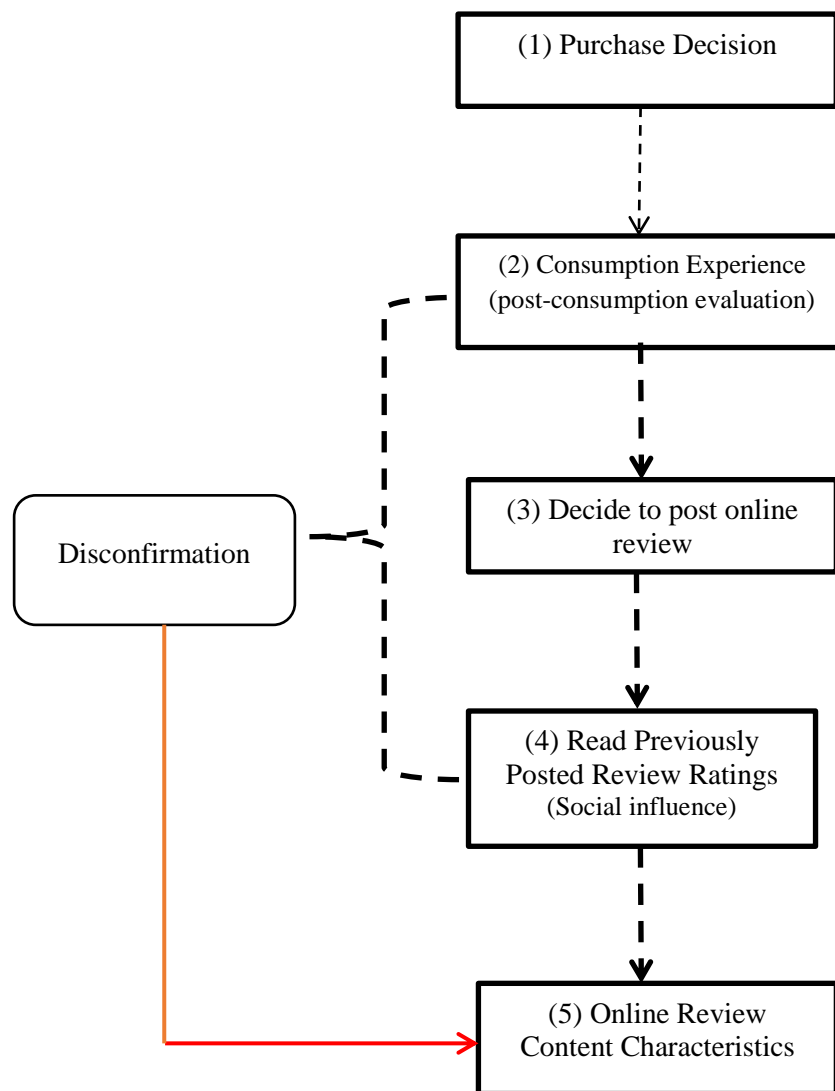 (1) Purchase Decision
(2) Consumption Experience
(post-consumption evaluation)
(3) Decide to post online
review
Disconfirmation
(4) Read Previously
Posted Review Ratings
(Social influence)
(5) Online Review
Content Characteristics